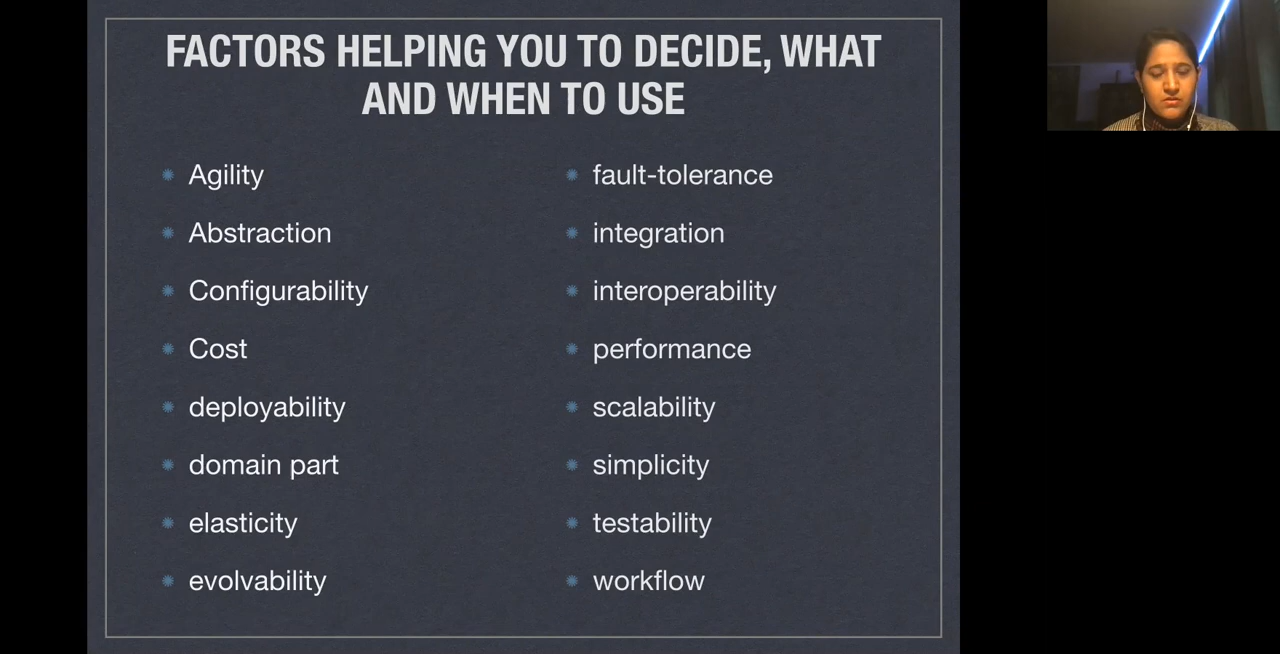 FACTORS HELPING YOU TO DECIDE, WHAT
AND WHEN TO USE
Agility
Abstraction
Configurability
Cost
deployability
domain part
elasticity
evolvability
fault-tolerance
integration
interoperability
performance
scalability
simplicity
testability
workflow